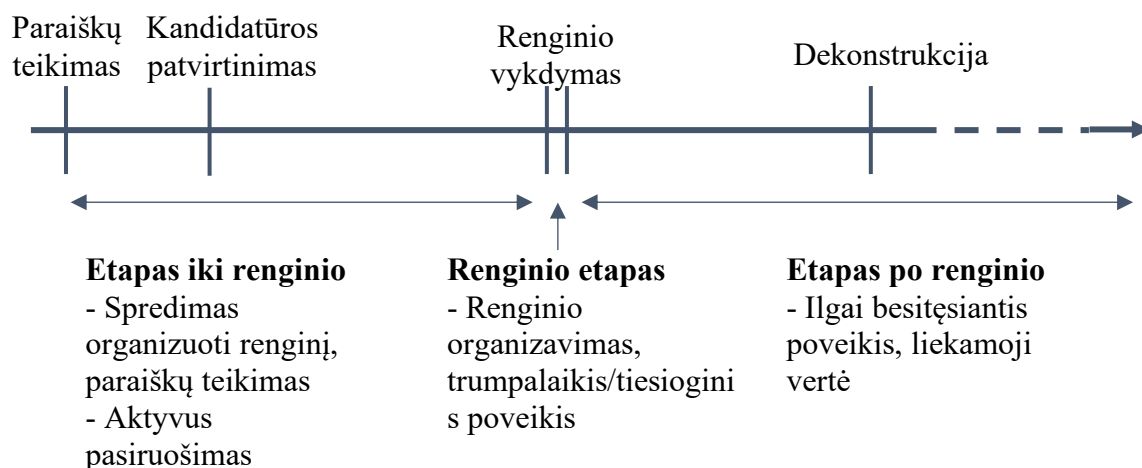 Paraiškų
teikimas
Kandidatūros
patvirtinimas
Renginio
vykdymas
Dekonstrukcija
Etapas iki renginio
- Spredimas
organizuoti renginį,
paraiškų teikimas
- Aktyvus
pasiruošimas
Renginio etapas
- Renginio
organizavimas,
trumpalaikis/tiesiogini
s poveikis
Etapas po renginio
- Ilgai besitęsiantis
poveikis, liekamoji
vertė